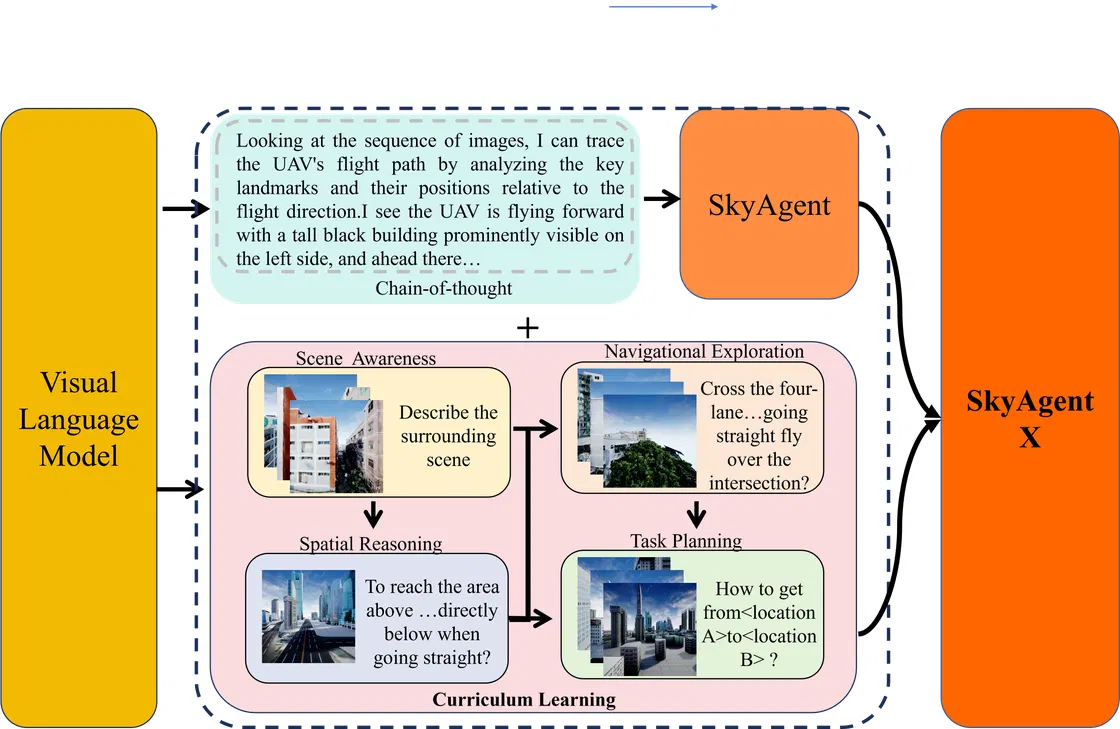 Visual
Language
Model
Looking at the sequence of images, I can trace
the UAV's flight path by analyzing the key
landmarks and their positions relative to the
flight direction.I see the UAV is flying forward
with a tall black building prominently visible on
the left side, and ahead there…
Chain-of-thought
SkyAgent
+
Scene Awareness
Describe the
surrounding
scene
Navigational Exploration
Cross the four-
lane…going
straight fly
over the
intersection?
Spatial Reasoning
To reach the area
above …directly
below when
going straight?
Task Planning
How to get
from<location
A>to<location
B> ?
Curriculum Learning
SkyAgent
X